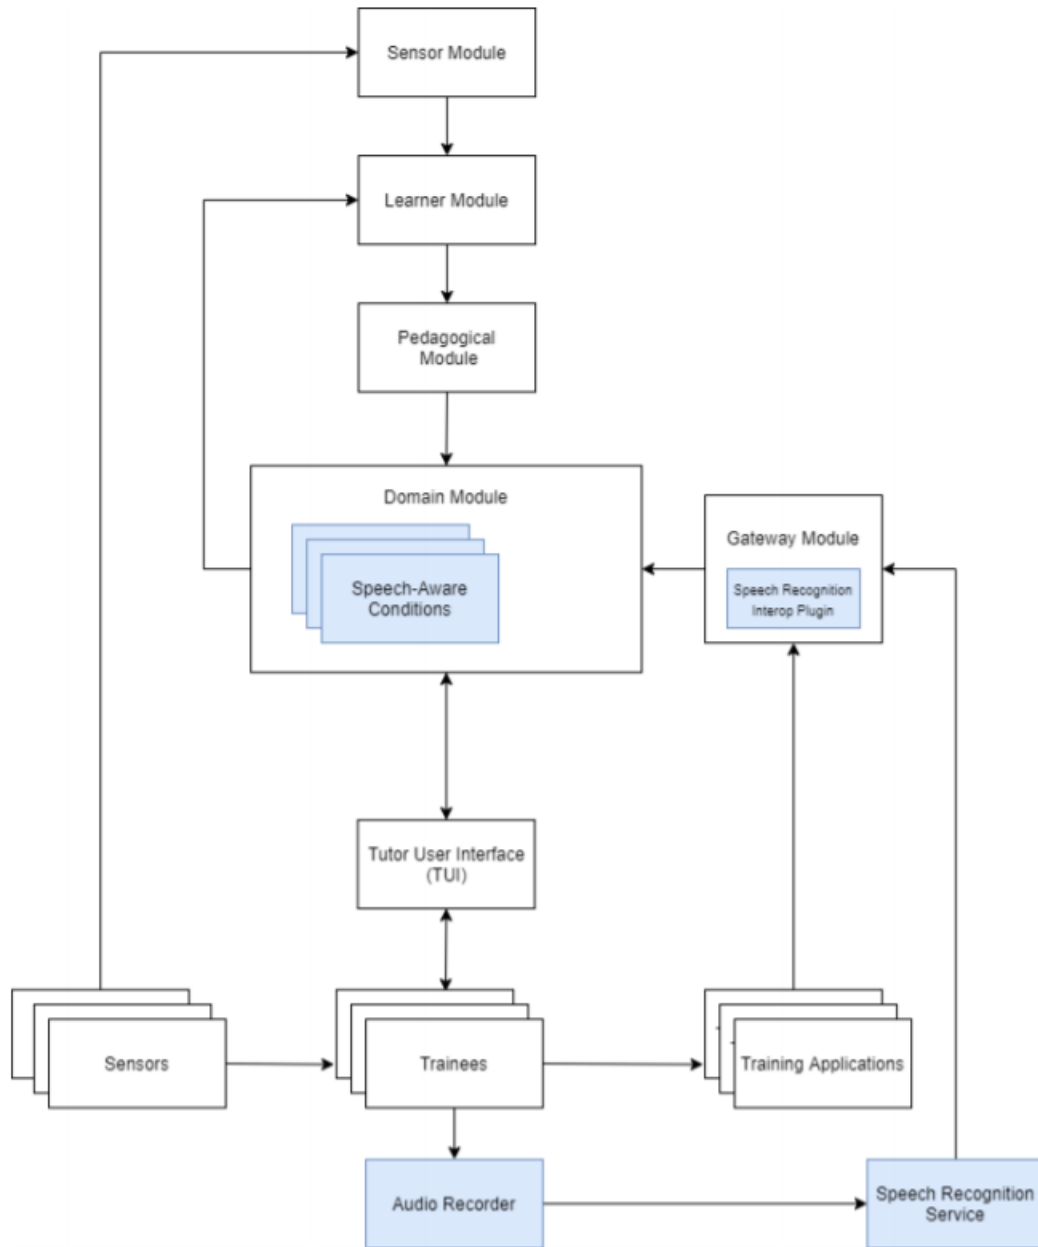 Sensor Module
Learner Module
Pedagogical
Module
Domain Module
Speech-Aware
Conditions
Gateway Module
Speech Recognition
Interop Plugin
Tutor User Interface
(TUI)
Sensors
Trainees
Training Applications
Audio Recorder
Speech Recognition
Service